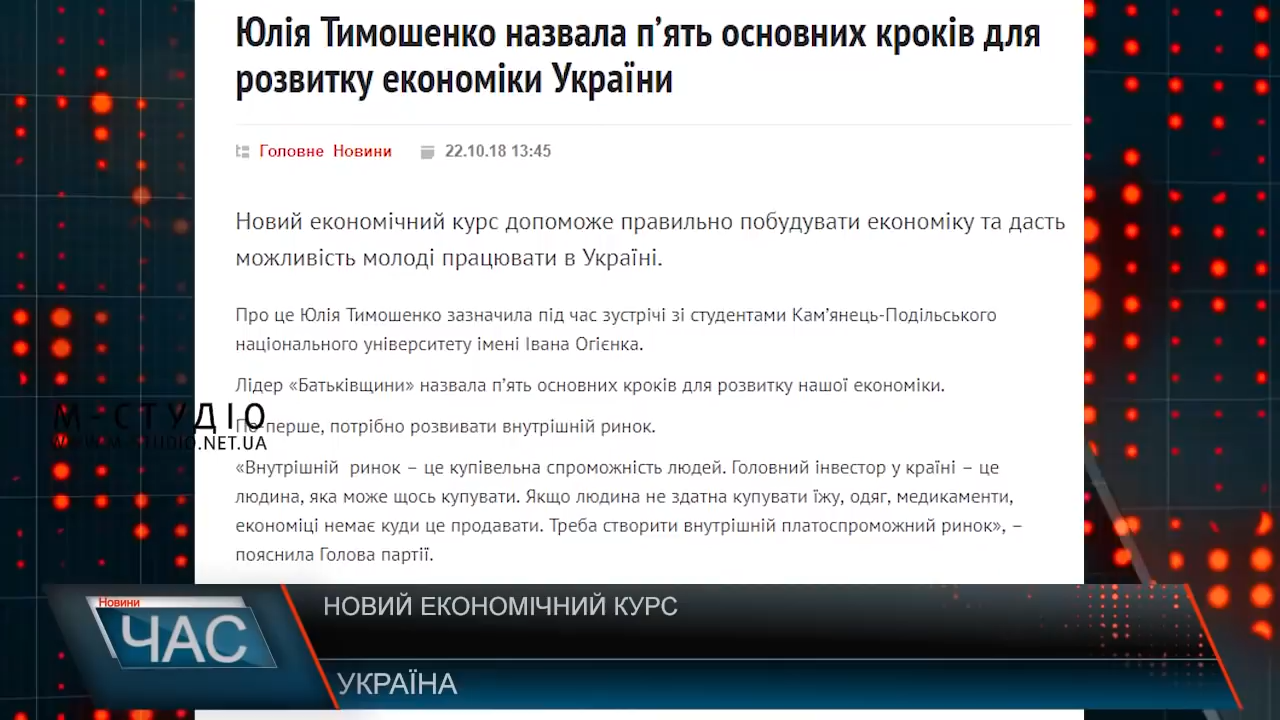 Юлія Тимошенко назвала п’ять основних кроків для
розвитку економіки України
Головне Новини 22.10.18 13:45
Новий економічний курс допоможе правильно побудувати економіку та дасть
можливість молоді працювати в Україні.
Про це Юлія Тимошенко зазначила під час зустрічі зі студентами Кам’янець-Подільського
національного університету імені Івана Огієнка.
Лідер «Батьківщини» назвала п’ять основних кроків для розвитку нашої економіки.
М-СТУДІО
WWW.M-STUDIO.NET.UA
По-перше, потрібно розвивати внутрішній ринок.
«Внутрішній ринок – це купівельна спроможність людей. Головний інвестор у країні – це
людина, яка може щось купувати. Якщо людина не здатна купувати їжу, одяг, медикаменти,
економіці немає куди це продавати. Треба створити внутрішній платоспроможний ринок», –
пояснила Голова партії.
Новини
ЧАС
НОВИЙ ЕКОНОМІЧНИЙ КУРС
УКРАЇНА